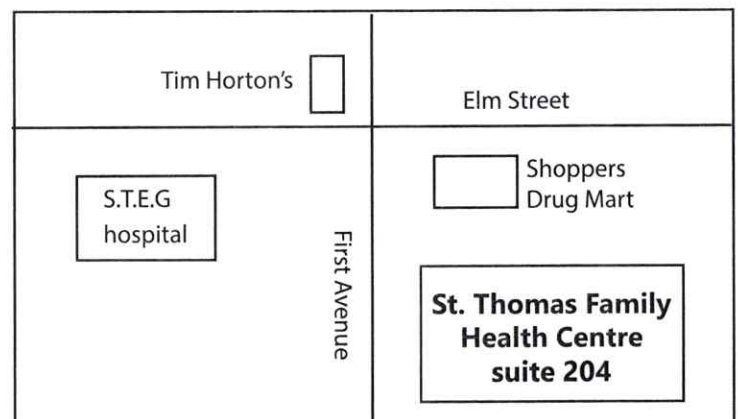 Tim Horton's
Elm Street
Shoppers
Drug Mart
S.T.E.G
hospital
First Avenue
St. Thomas Family
Health Centre
suite 204